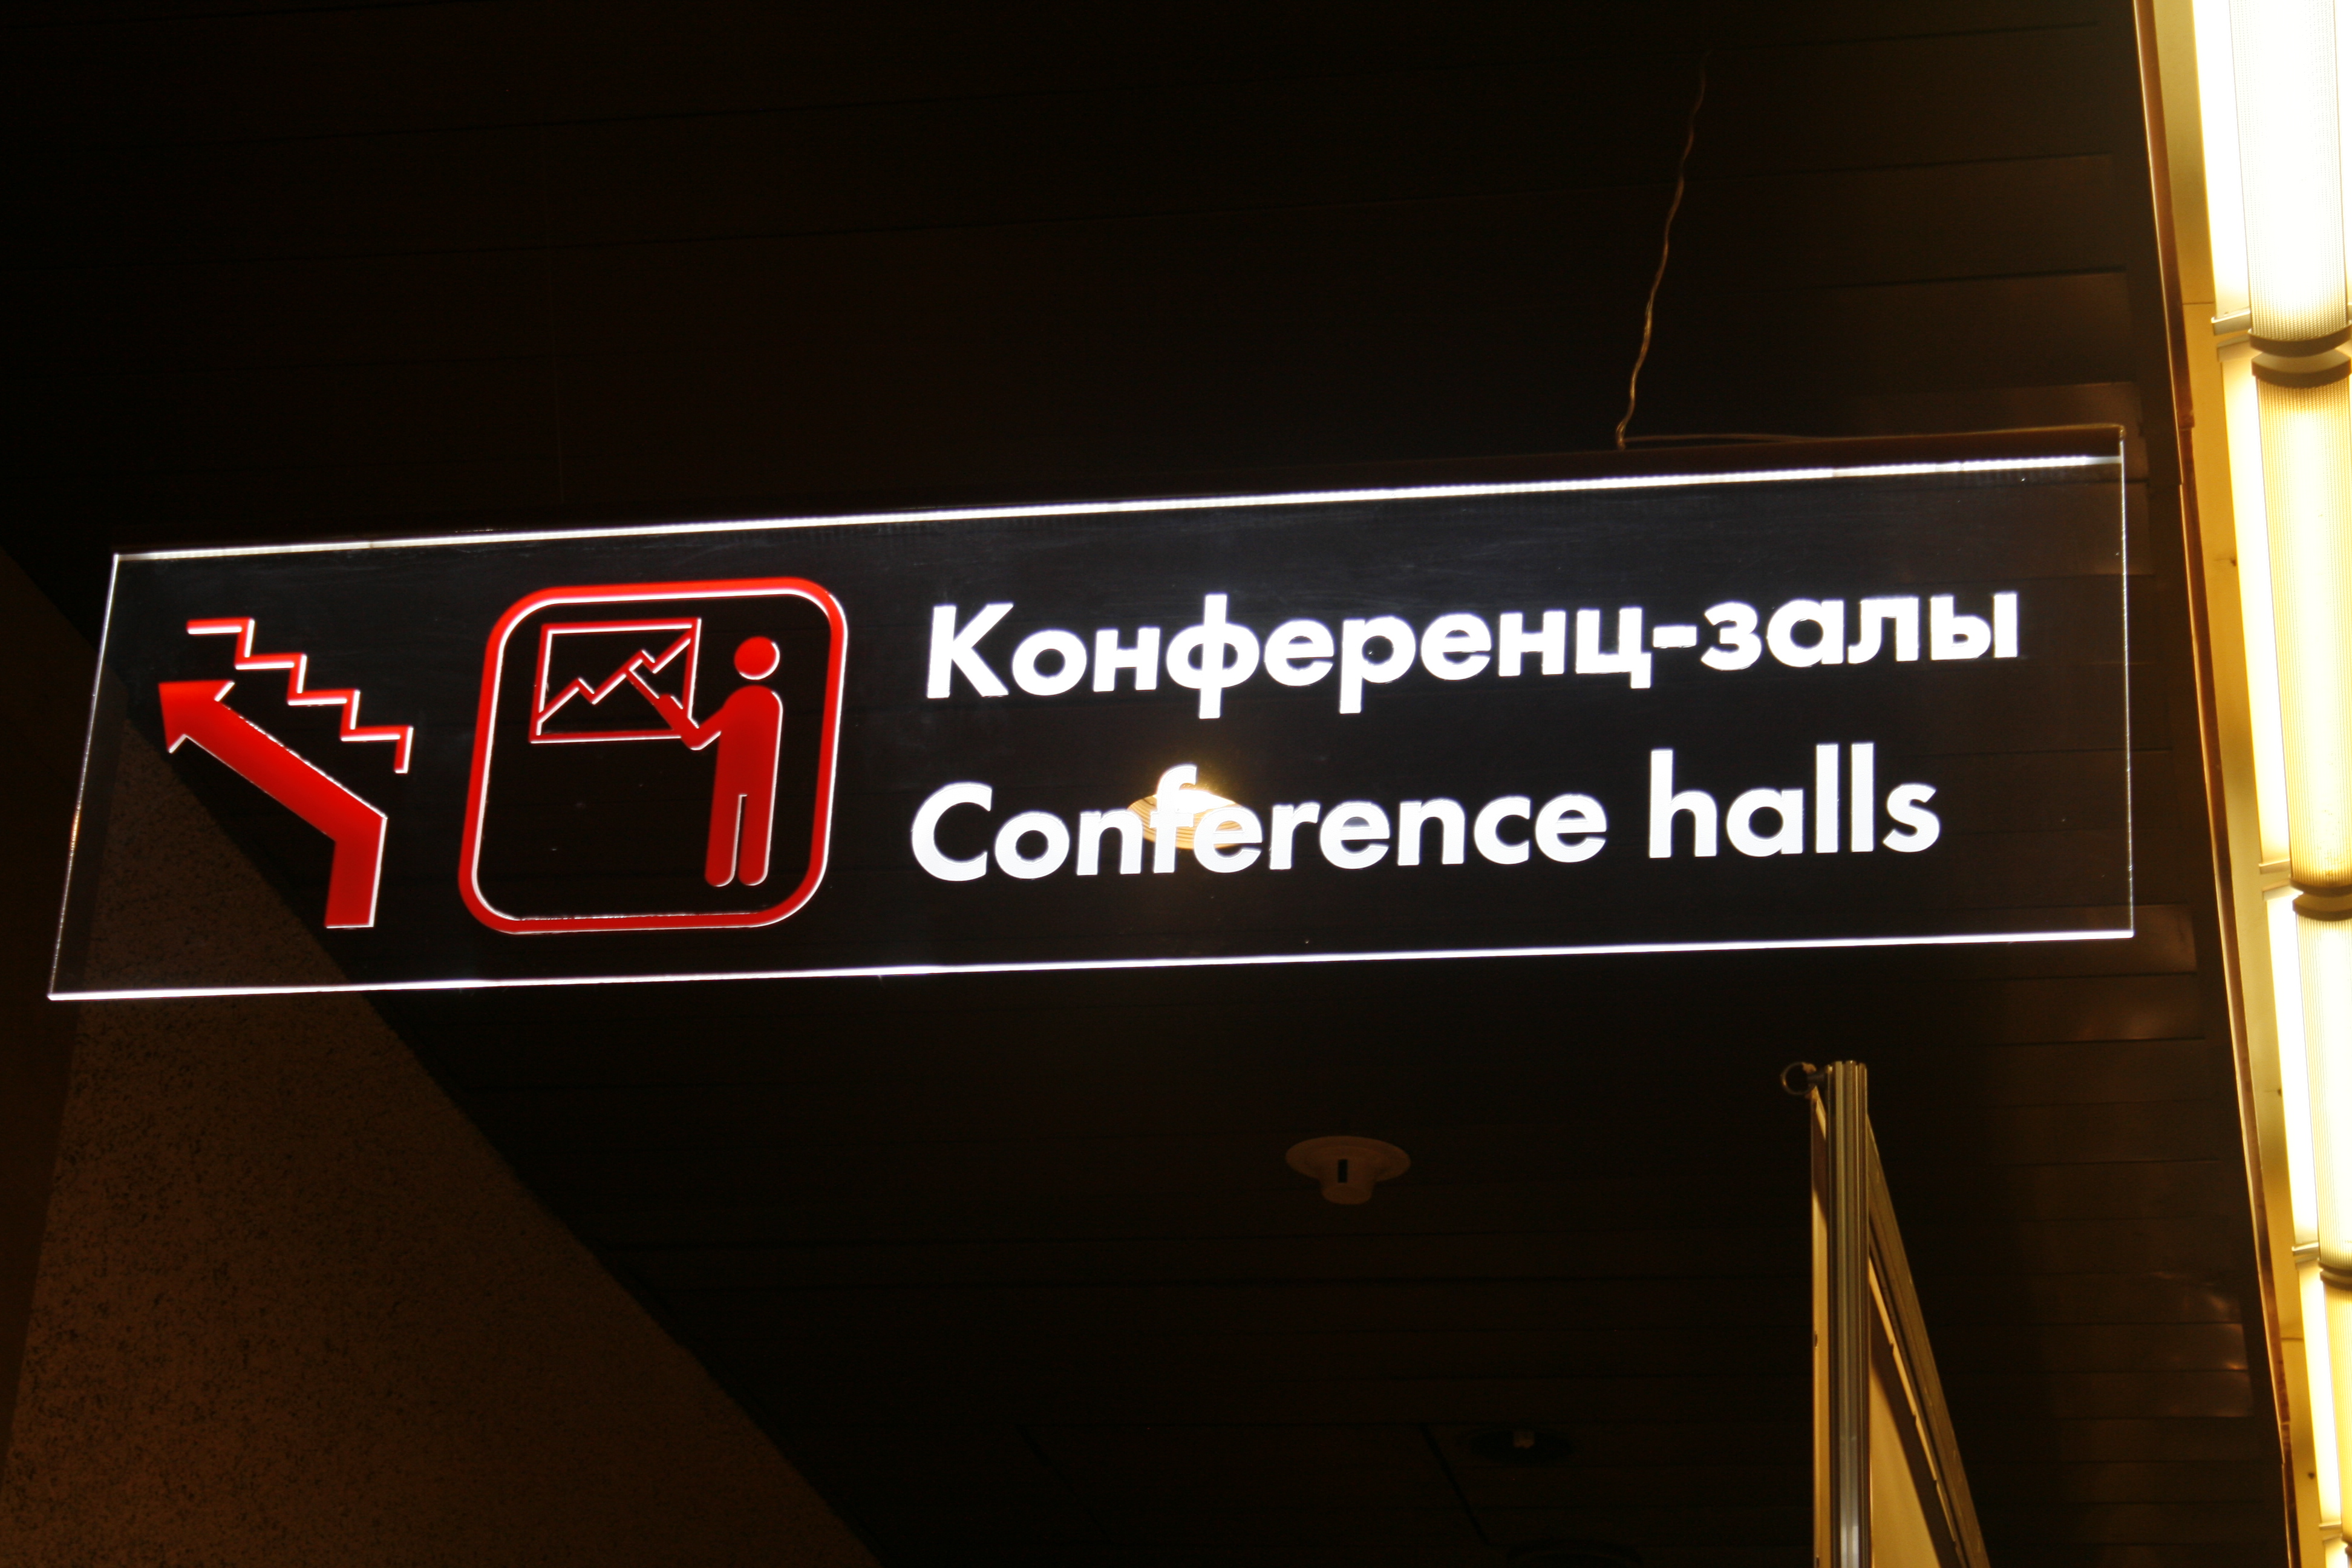 Конференц-залы
Conference halls